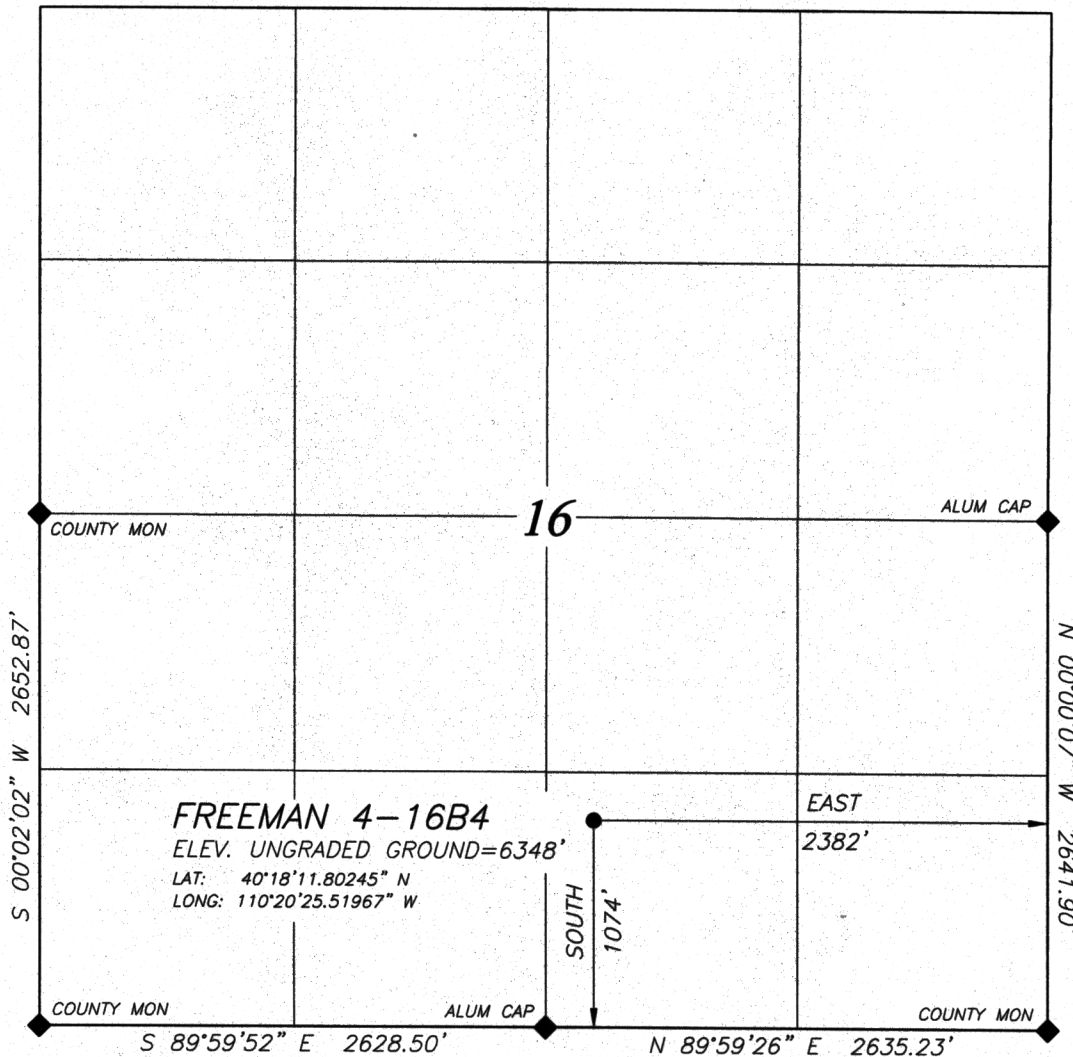 16
ALUM CAP
COUNTY MON
S 00°02'02" W 2652.87'
N 00°00'07" W 2641.90'
FREEMAN 4-16B4
ELEV. UNGRADED GROUND=6348'
LAT: 40°18'11.80245" N
LONG: 110°20'25.51967" W
EAST
2382'
SOUTH
1074'
COUNTY MON
ALUM CAP
COUNTY MON
S 89°59'52" E 2628.50'
N 89°59'26" E 2635.23'